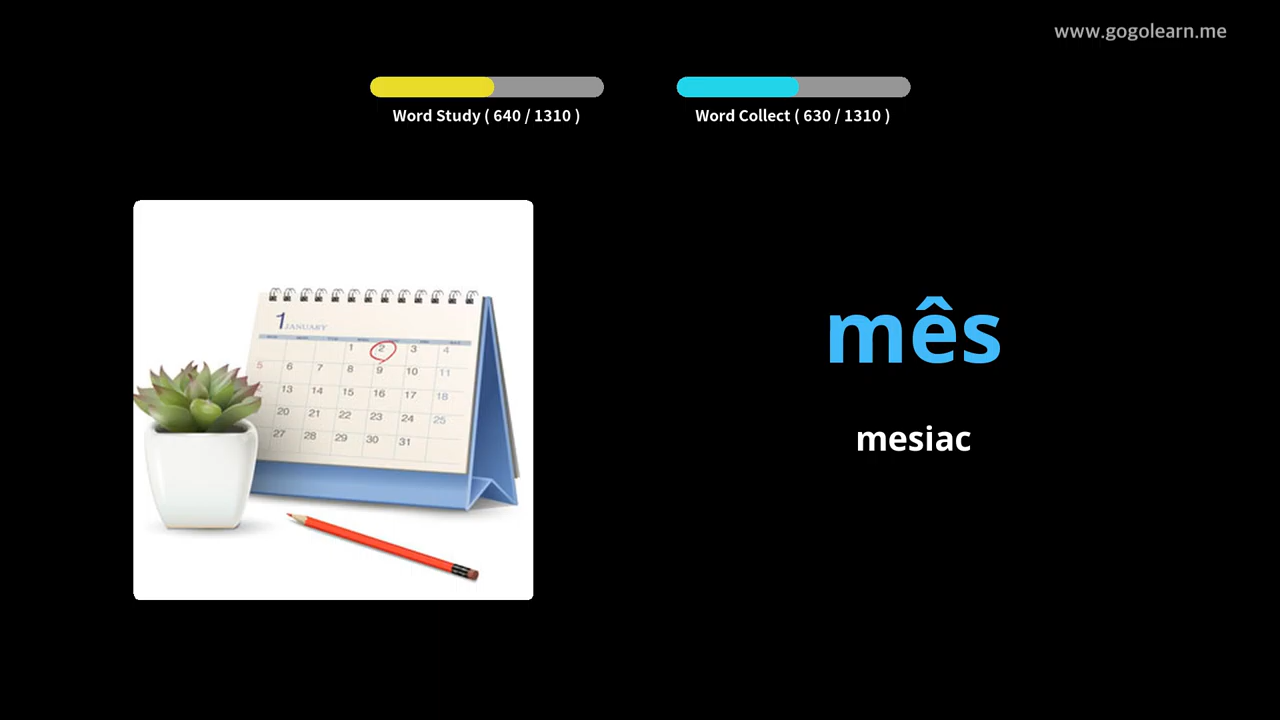 www.gogolearn.me
Word Study ( 640 / 1310 )
Word Collect ( 630 / 1310 )
1 JANUARY
1 2 3 4
5 6 7 8 9 10 11
13 14 15 16 17 18
20 21 22 23 24 25
27 28 29 30 31
mês
mesiac